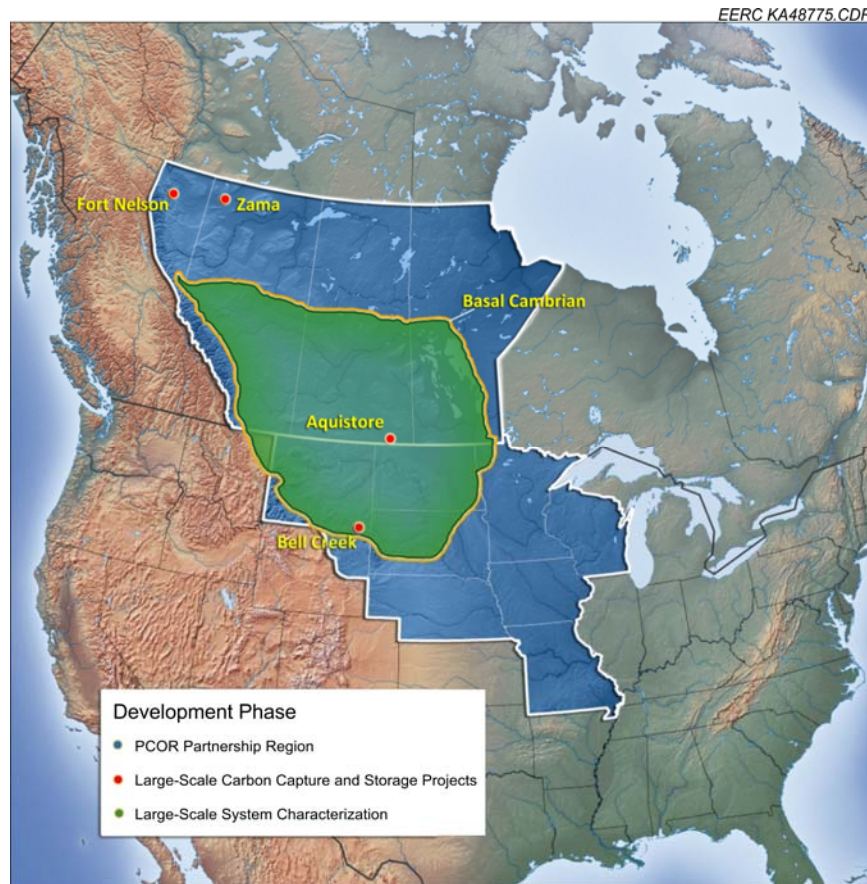 EERC KA48775.CDR
Fort Nelson
Zama
Basal Cambrian
Aquistore
Bell Creek
Development Phase
PCOR Partnership Region
Large-Scale Carbon Capture and Storage Projects
Large-Scale System Characterization